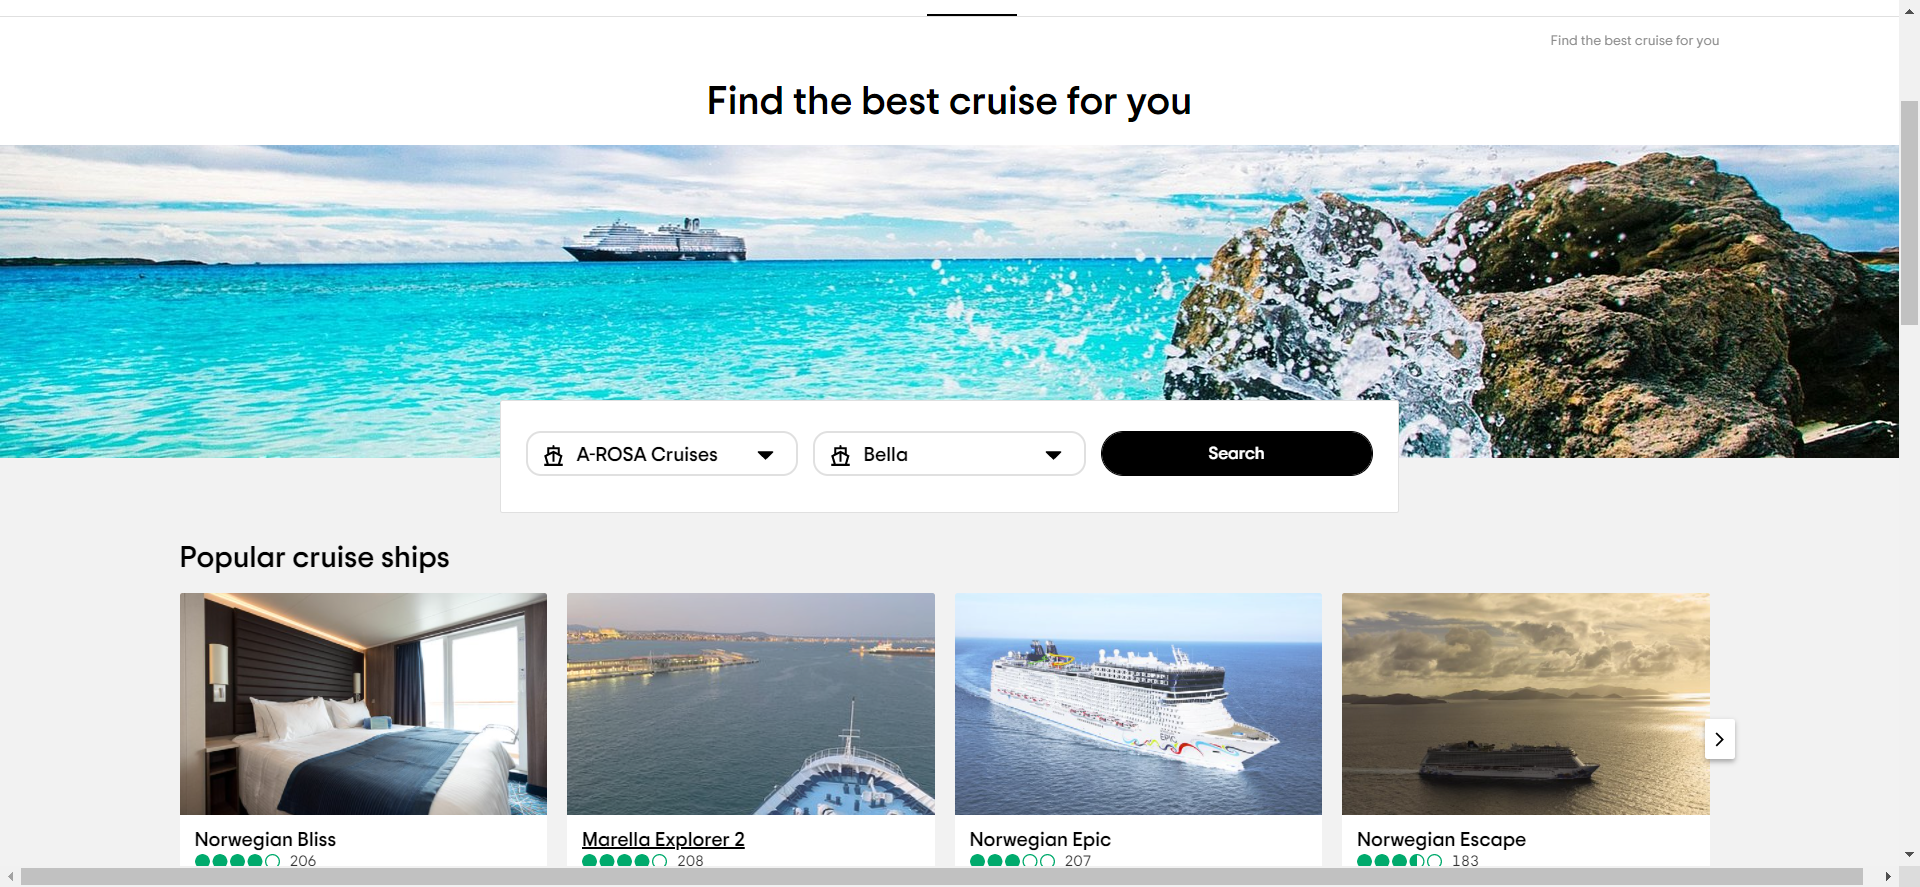 Find the best cruise for you
Find the best cruise for you
A-ROSA Cruises
Bella
Search
Popular cruise ships
EPIC
Norwegian Bliss
206
Marella Explorer 2
208
Norwegian Epic
207
Norwegian Escape
183